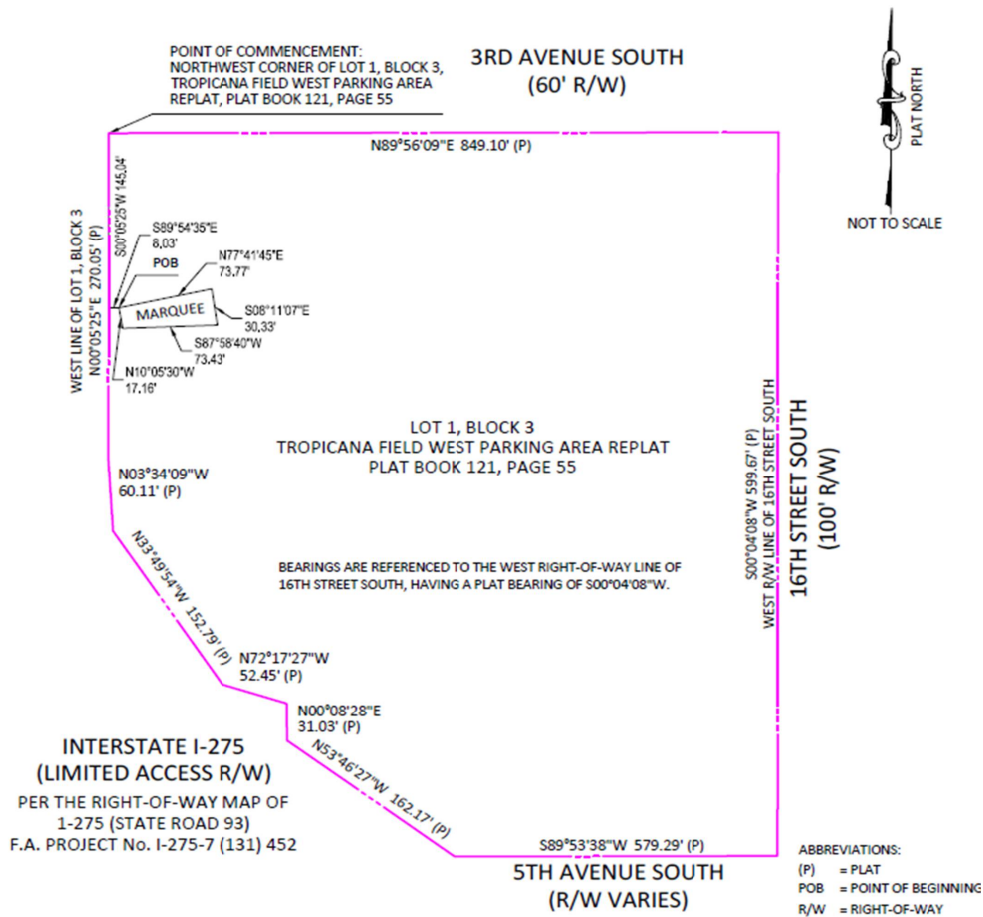 POINT OF COMMENCEMENT:
NORTHWEST CORNER OF LOT 1, BLOCK 3,
TROPICANA FIELD WEST PARKING AREA
REPLAT, PLAT BOOK 121, PAGE 55
3RD AVENUE SOUTH
(60' R/W)
PLAT NORTH
NOT TO SCALE
N89°56'09"E 849.10' (P)
S00°05'25"W 145.04'
WEST LINE OF LOT 1, BLOCK 3
N00°05'25"E 270.05' (P)
S89°54'35"E
8.03'
POB
N77°41'45"E
73.77'
MARQUEE
S08°11'07"E
30.33'
S87°58'40"W
73.43'
N10°05'30"W
17.16'
LOT 1, BLOCK 3
TROPICANA FIELD WEST PARKING AREA REPLAT
PLAT BOOK 121, PAGE 55
S00°04'08"W 599.67' (P)
WEST R/W LINE OF 16TH STREET SOUTH
16TH STREET SOUTH
(100' R/W)
N03°34'09"W
60.11' (P)
N33°49'54"W 152.79' (P)
BEARINGS ARE REFERENCED TO THE WEST RIGHT-OF-WAY LINE OF
16TH STREET SOUTH, HAVING A PLAT BEARING OF S00°04'08"W.
N72°17'27"W
52.45' (P)
N00°08'28"E
31.03' (P)
N53°46'27"W 162.17' (P)
INTERSTATE I-275
(LIMITED ACCESS R/W)
PER THE RIGHT-OF-WAY MAP OF
1-275 (STATE ROAD 93)
F.A. PROJECT No. I-275-7 (131) 452
S89°53'38"W 579.29' (P)
5TH AVENUE SOUTH
(R/W VARIES)
ABBREVIATIONS:
(P) = PLAT
POB = POINT OF BEGINNING
R/W = RIGHT-OF-WAY